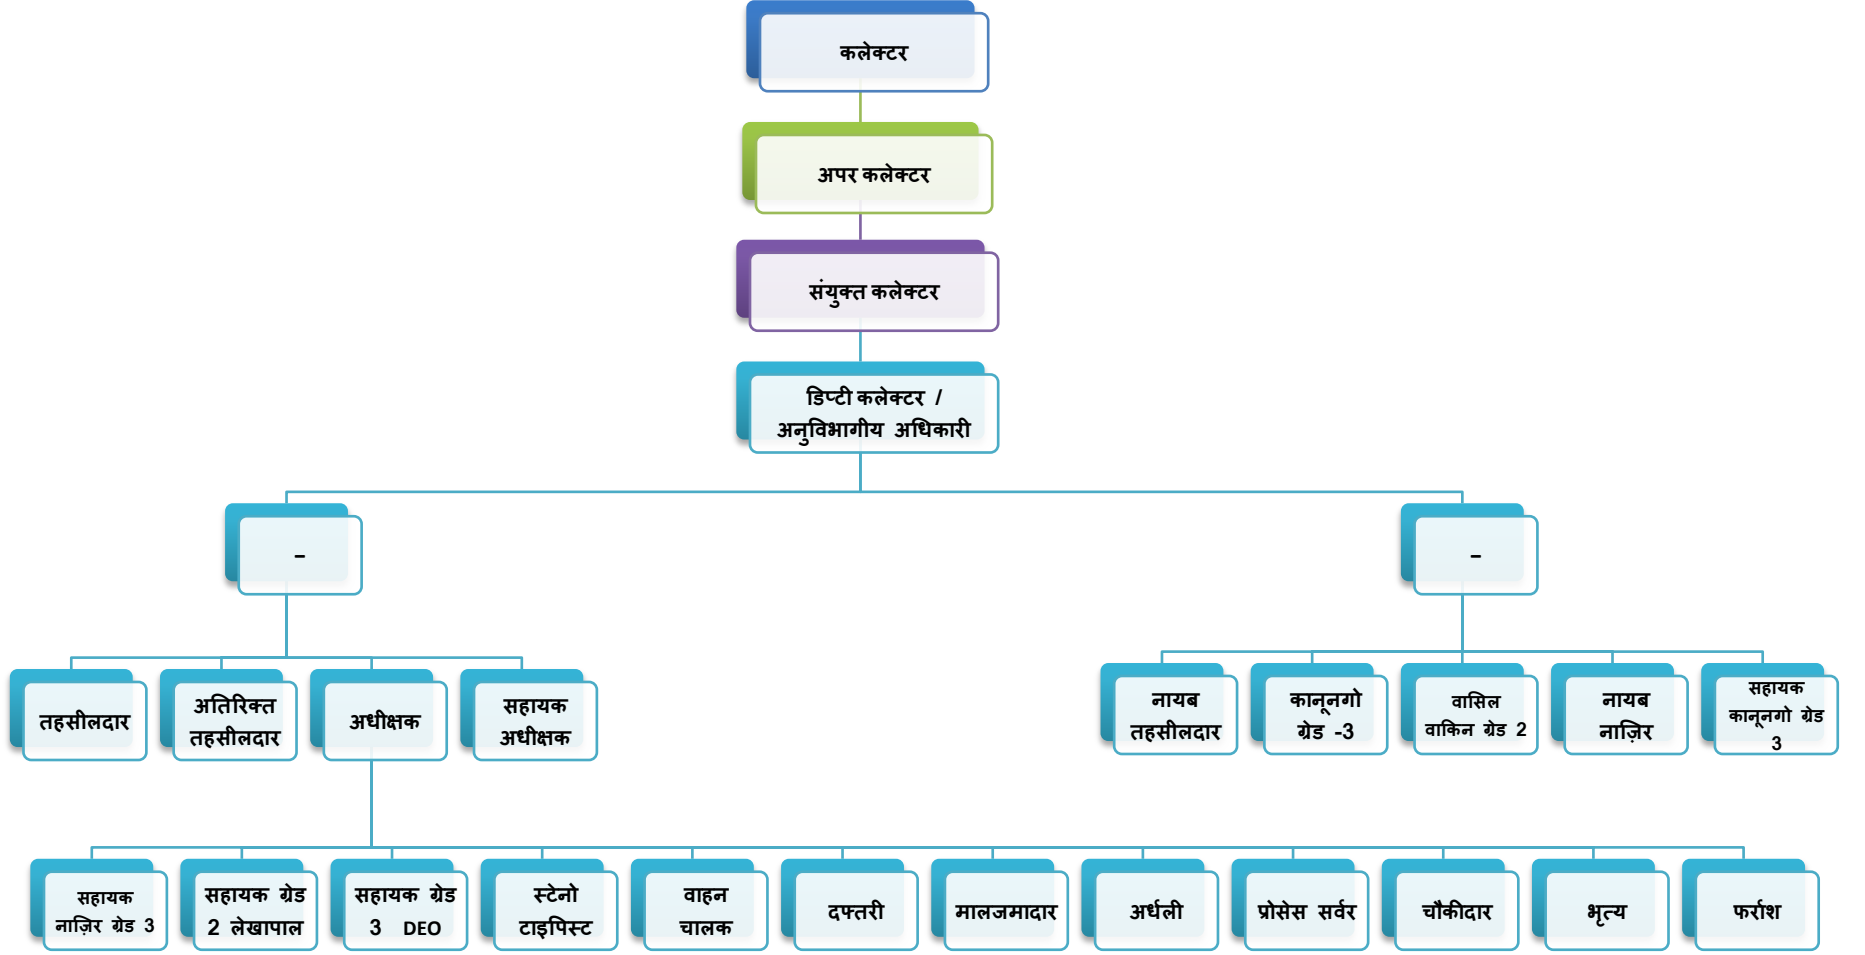 कलेक्टर
अपर कलेक्टर
संयुक्त कलेक्टर
डिप्टी कलेक्टर /
अनुविभागीय अधिकारी
–
–
तहसीलदार
अतिरिक्त
तहसीलदार
अधीक्षक
सहायक
अधीक्षक
नायब
तहसीलदार
कानूनगो
ग्रेड -3
वासिल
वाकिन ग्रेड 2
नायब
नाज़िर
सहायक
कानूनगो ग्रेड
3
सहायक
नाज़िर ग्रेड 3
सहायक ग्रेड
2 लेखापाल
सहायक ग्रेड
3 DEO
स्टेनो
टाइपिस्ट
वाहन
चालक
दफ्तरी
मालजमादार
अर्धली
प्रोसेस सर्वर
चौकीदार
भृत्य
फर्राश